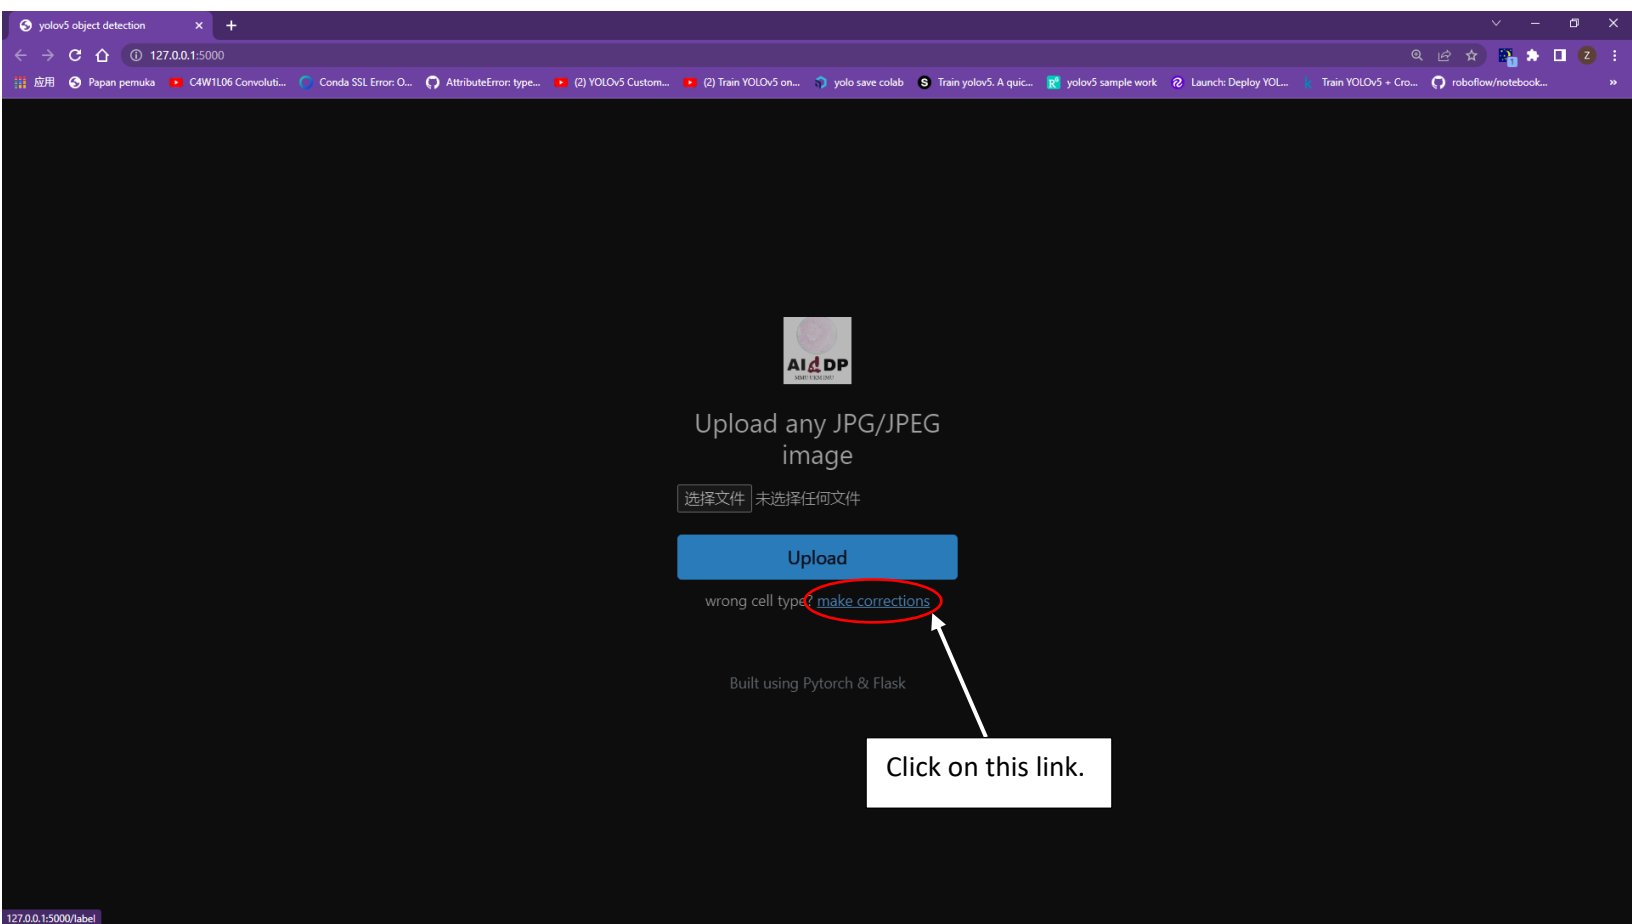 yolov5 object detection
127.0.0.1:5000
应用 Papan pemuka C4W1L06 Convoluti... Conda SSL Error: O... AttributeError: type... (2) YOLOv5 Custom... (2) Train YOLOv5 on... yolo save colab Train yolov5. A quic... yolov5 sample work Launch: Deploy YOL... Train YOLOv5 + Cro... roboflow/notebook... »
AI DP
MMU UKM IMU
Upload any JPG/JPEG
image
选择文件 未选择任何文件
Upload
wrong cell type? make corrections
Built using Pytorch & Flask
Click on this link.
127.0.0.1:5000/label